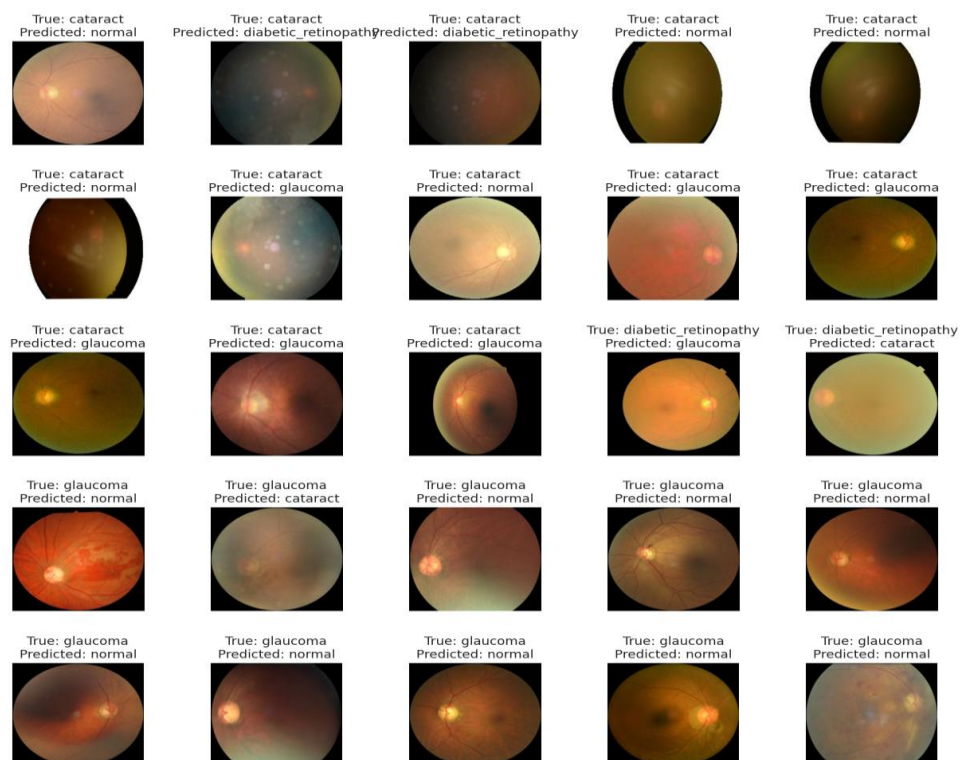 True: cataract
Predicted: normal
True: cataract
Predicted: diabetic_retinopathy
True: cataract
Predicted: diabetic_retinopathy
True: cataract
Predicted: normal
True: cataract
Predicted: normal
True: cataract
Predicted: normal
True: cataract
Predicted: glaucoma
True: cataract
Predicted: normal
True: cataract
Predicted: glaucoma
True: cataract
Predicted: glaucoma
True: cataract
Predicted: glaucoma
True: cataract
Predicted: glaucoma
True: cataract
Predicted: glaucoma
True: diabetic_retinopathy
Predicted: glaucoma
True: diabetic_retinopathy
Predicted: cataract
True: glaucoma
Predicted: normal
True: glaucoma
Predicted: cataract
True: glaucoma
Predicted: normal
True: glaucoma
Predicted: normal
True: glaucoma
Predicted: normal
True: glaucoma
Predicted: normal
True: glaucoma
Predicted: normal
True: glaucoma
Predicted: normal
True: glaucoma
Predicted: normal
True: glaucoma
Predicted: normal